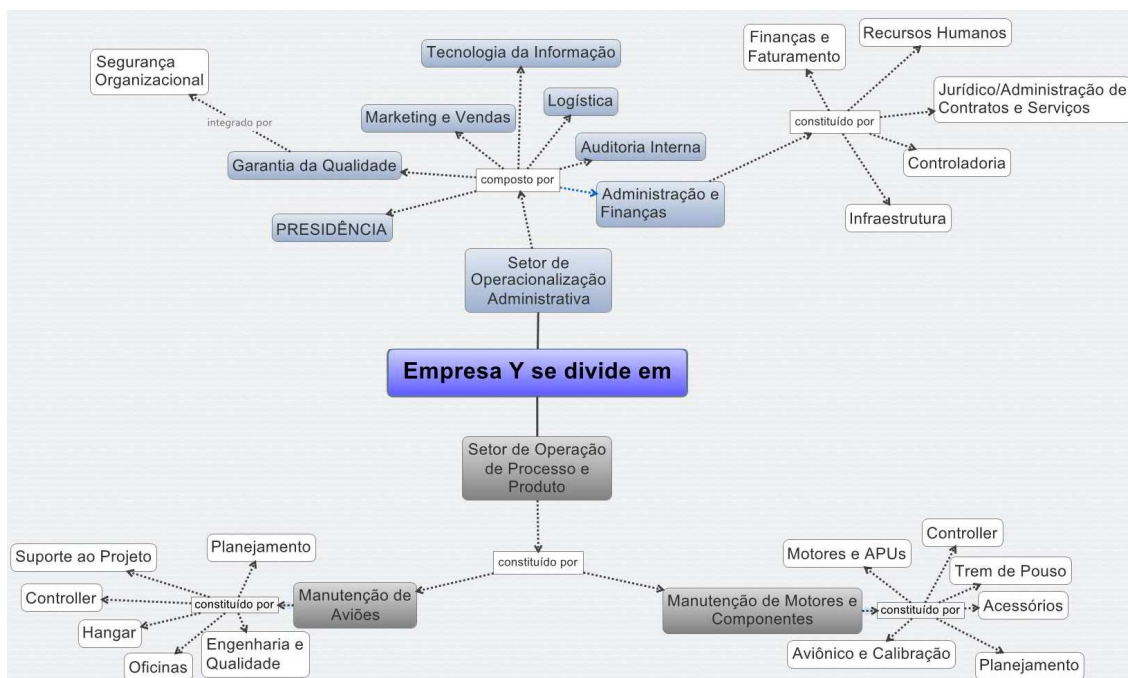 Tecnologia da Informação
Finanças e
Faturamento
Recursos Humanos
Segurança
Organizacional
Logística
Jurídico/Administração de
Contratos e Serviços
Marketing e Vendas
integrado por
constituído por
Auditoria Interna
Garantia da Qualidade
composto por
Controladoria
Administração e
Finanças
PRESIDÊNCIA
Infraestrutura
Setor de
Operacionalização
Administrativa
Empresa Y se divide em
Setor de Operação
de Processo e
Produto
constituído por
Suporte ao Projeto
Planejamento
Controller
constituído por
Manutenção de
Aviões
Hangar
Engenharia e
Qualidade
Oficinas
Manutenção de Motores e
Componentes
constituído por
Motores e APUs
Controller
Trem de Pouso
Acessórios
Aviônico e Calibração
Planejamento